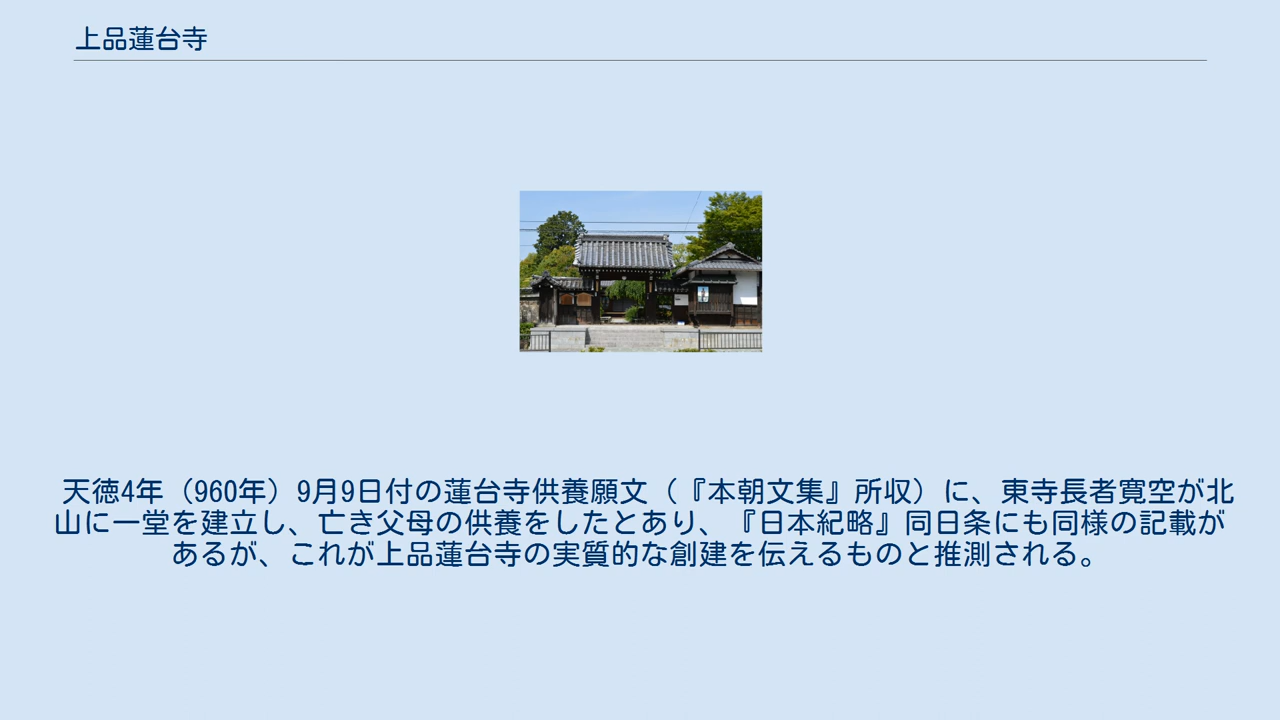 上品蓮台寺
天徳4年（960年）9月9日付の蓮台寺供養願文（『本朝文集』所収）に、東寺長者寛空が北
山に一堂を建立し、亡き父母の供養をしたとあり、『日本紀略』同日条にも同様の記載が
あるが、これが上品蓮台寺の実質的な創建を伝えるものと推測される。